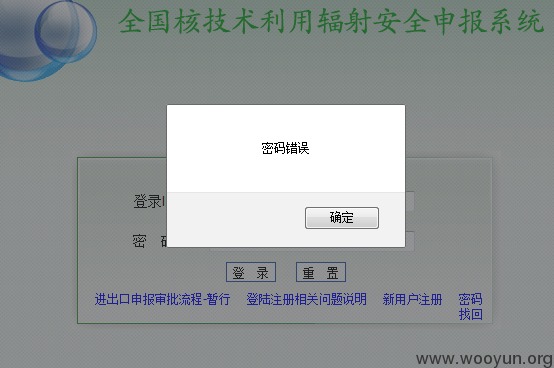 全国核技术利用辐射安全申报系统
密码错误
确定
登录
密 码
登 录 重 置
进出口申报审批流程-暂行 登陆注册相关问题说明 新用户注册 密码
找回
www.wooyun.org